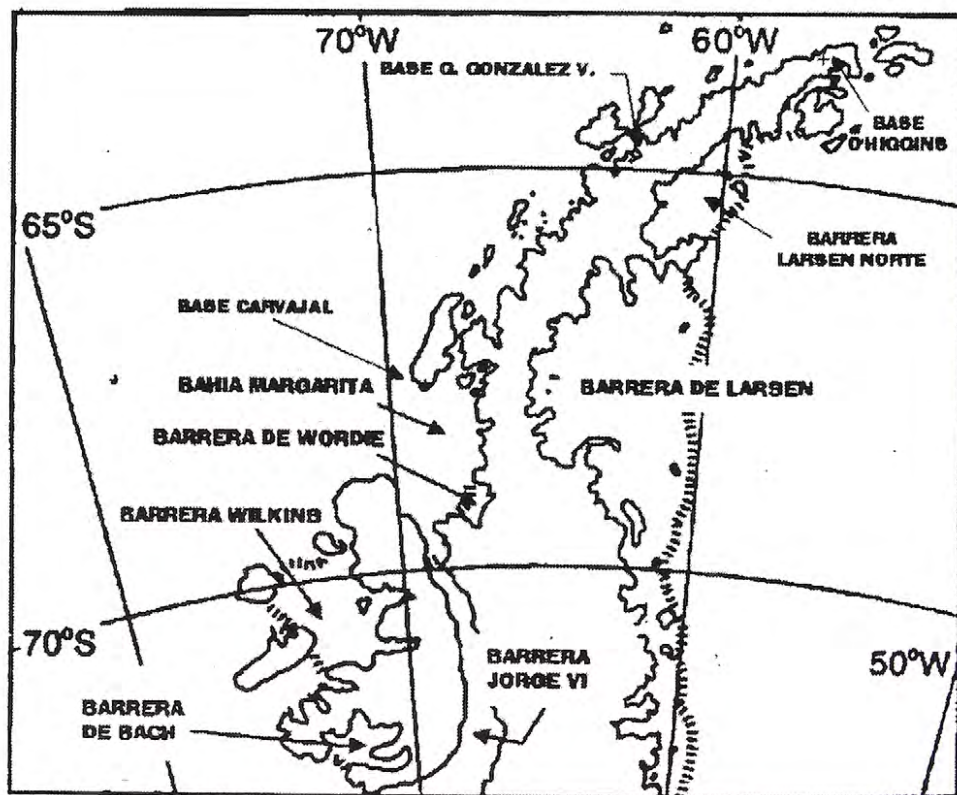 70°W
60°W
BASE G. GONZALEZ V.
BASE
O'HIGGINS
65°S
BARRERA
LARSEN NORTE
BASE CARVAJAL
BAHIA MARGARITA
BARRERA DE LARSEN
BARRERA DE WORDIE
BARRERA WILKINS
70°S
BARRERA
JORGE VI
50°W
BARRERA
DE BACH